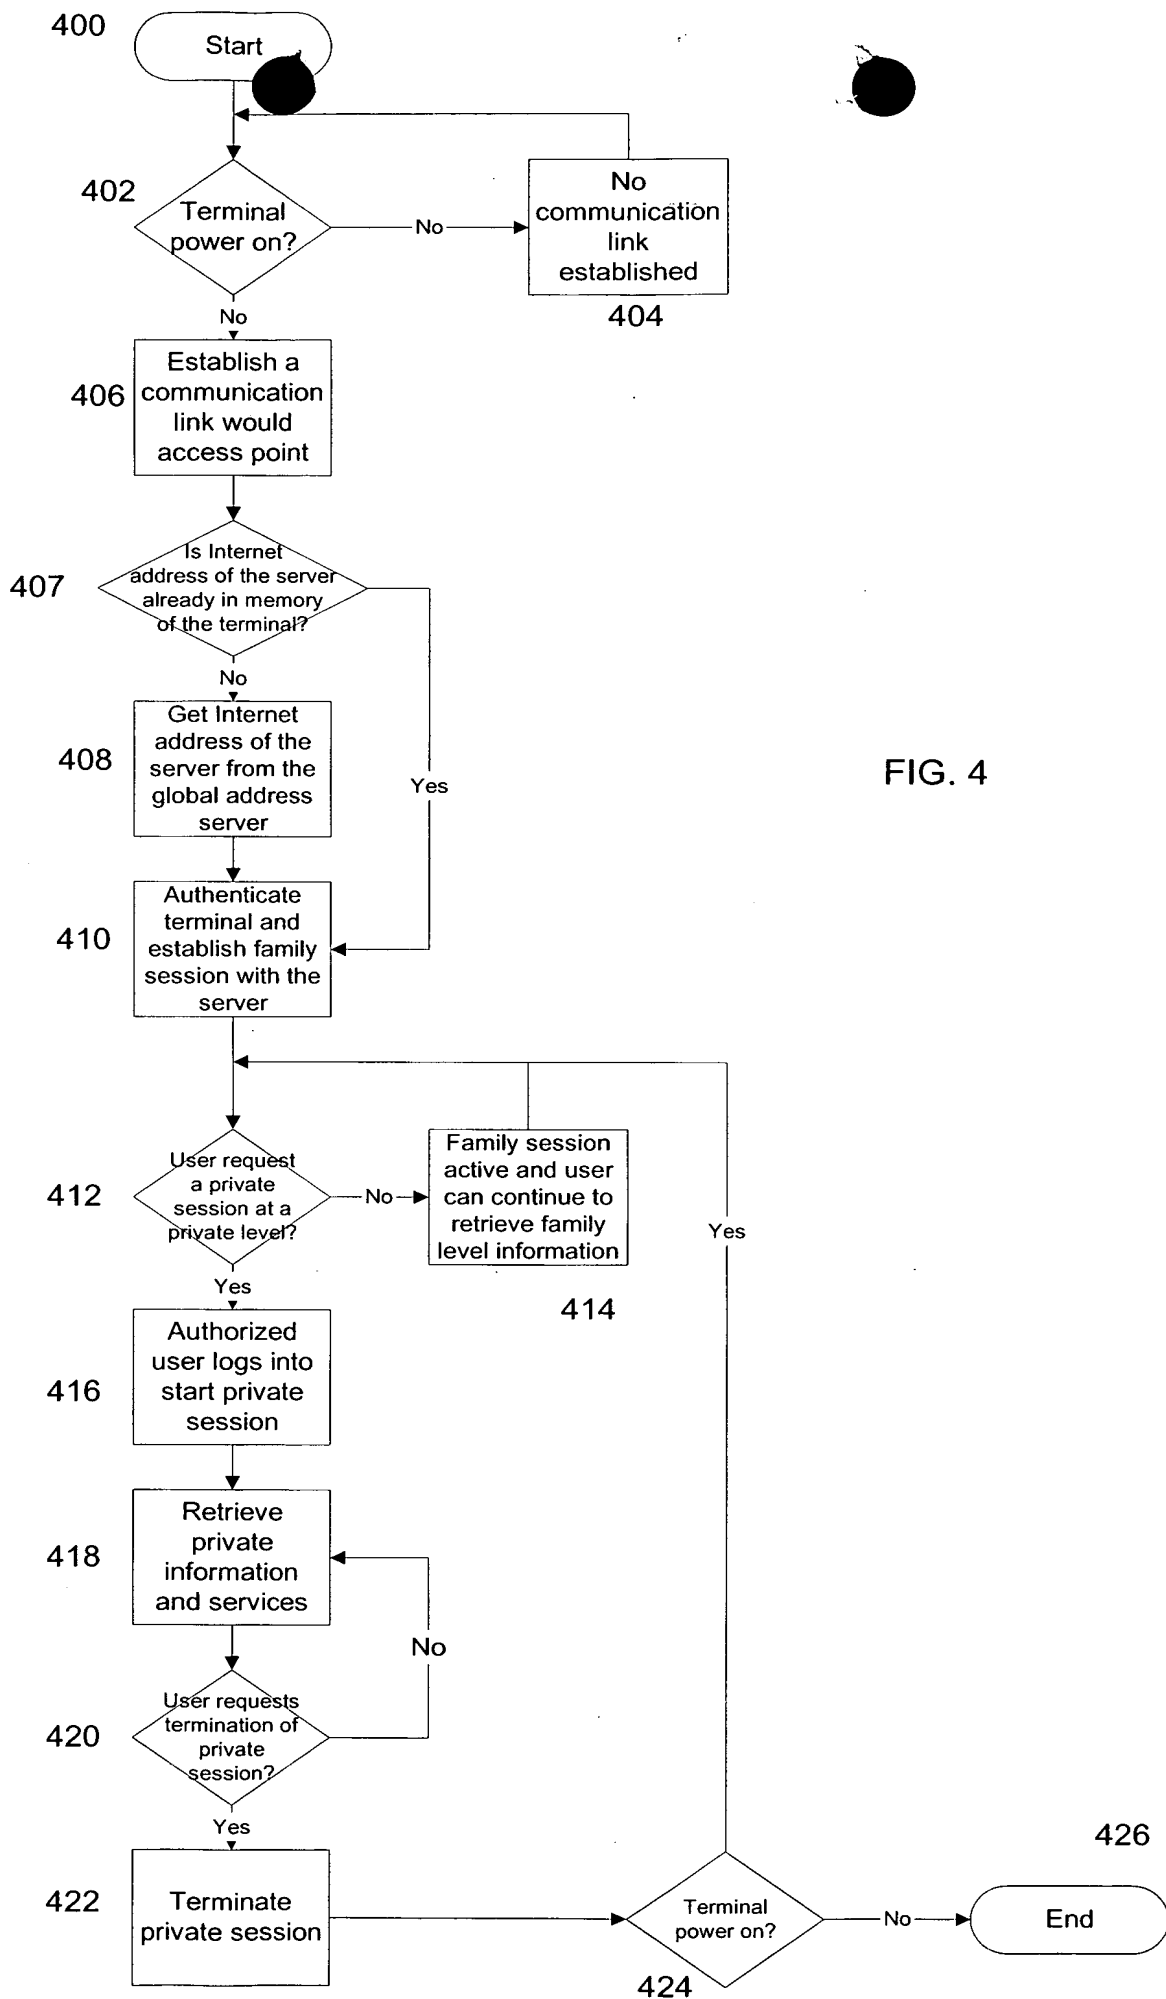 400
Start
402
Terminal
power on?
No
No
communication
link
established
404
No
406
Establish a
communication
link would
access point
407
Is Internet
address of the server
already in memory
of the terminal?
No
Yes
408
Get Internet
address of the
server from the
global address
server
FIG. 4
410
Authenticate
terminal and
establish family
session with the
server
412
User request
a private
session at a
private level?
No
Family session
active and user
can continue to
retrieve family
level information
414
Yes
Yes
416
Authorized
user logs into
start private
session
418
Retrieve
private
information
and services
No
420
User requests
termination of
private
session?
Yes
422
Terminate
private session
Terminal
power on?
424
No
426
End